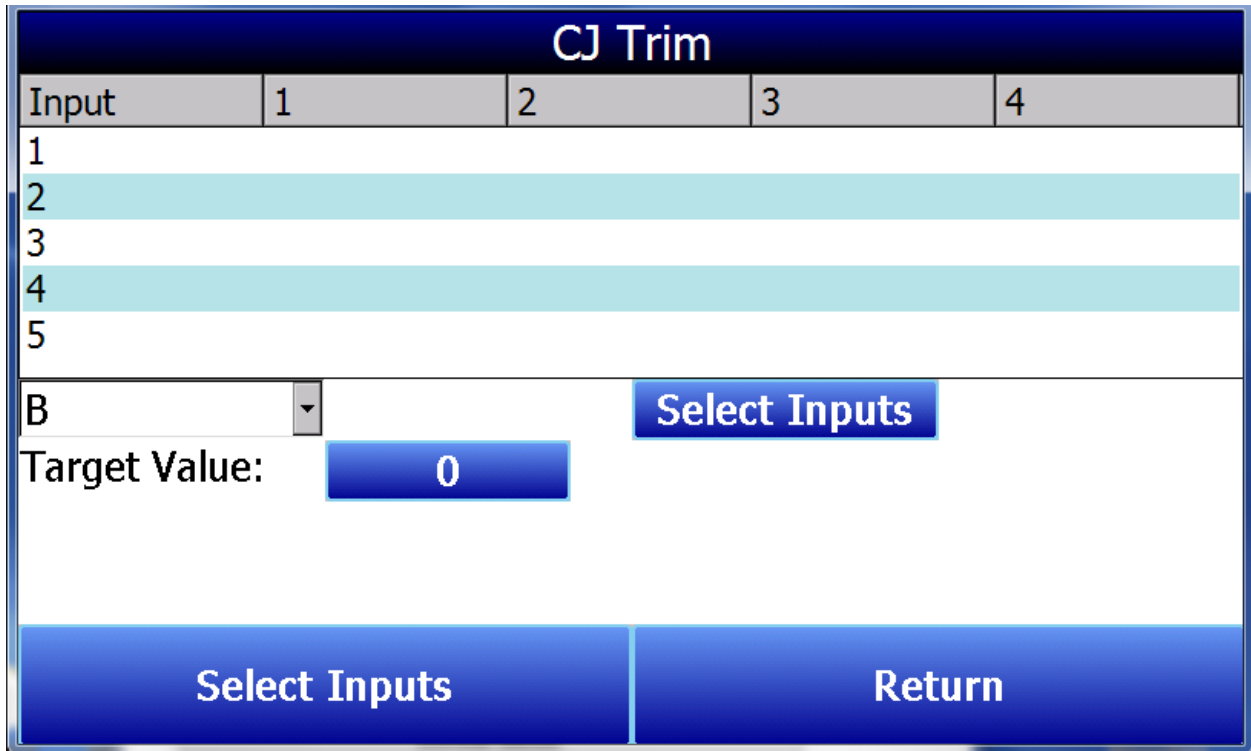 CJ Trim
Input 1 2 3 4
1
2
3
4
5
B Select Inputs
Target Value: 0
Select Inputs Return